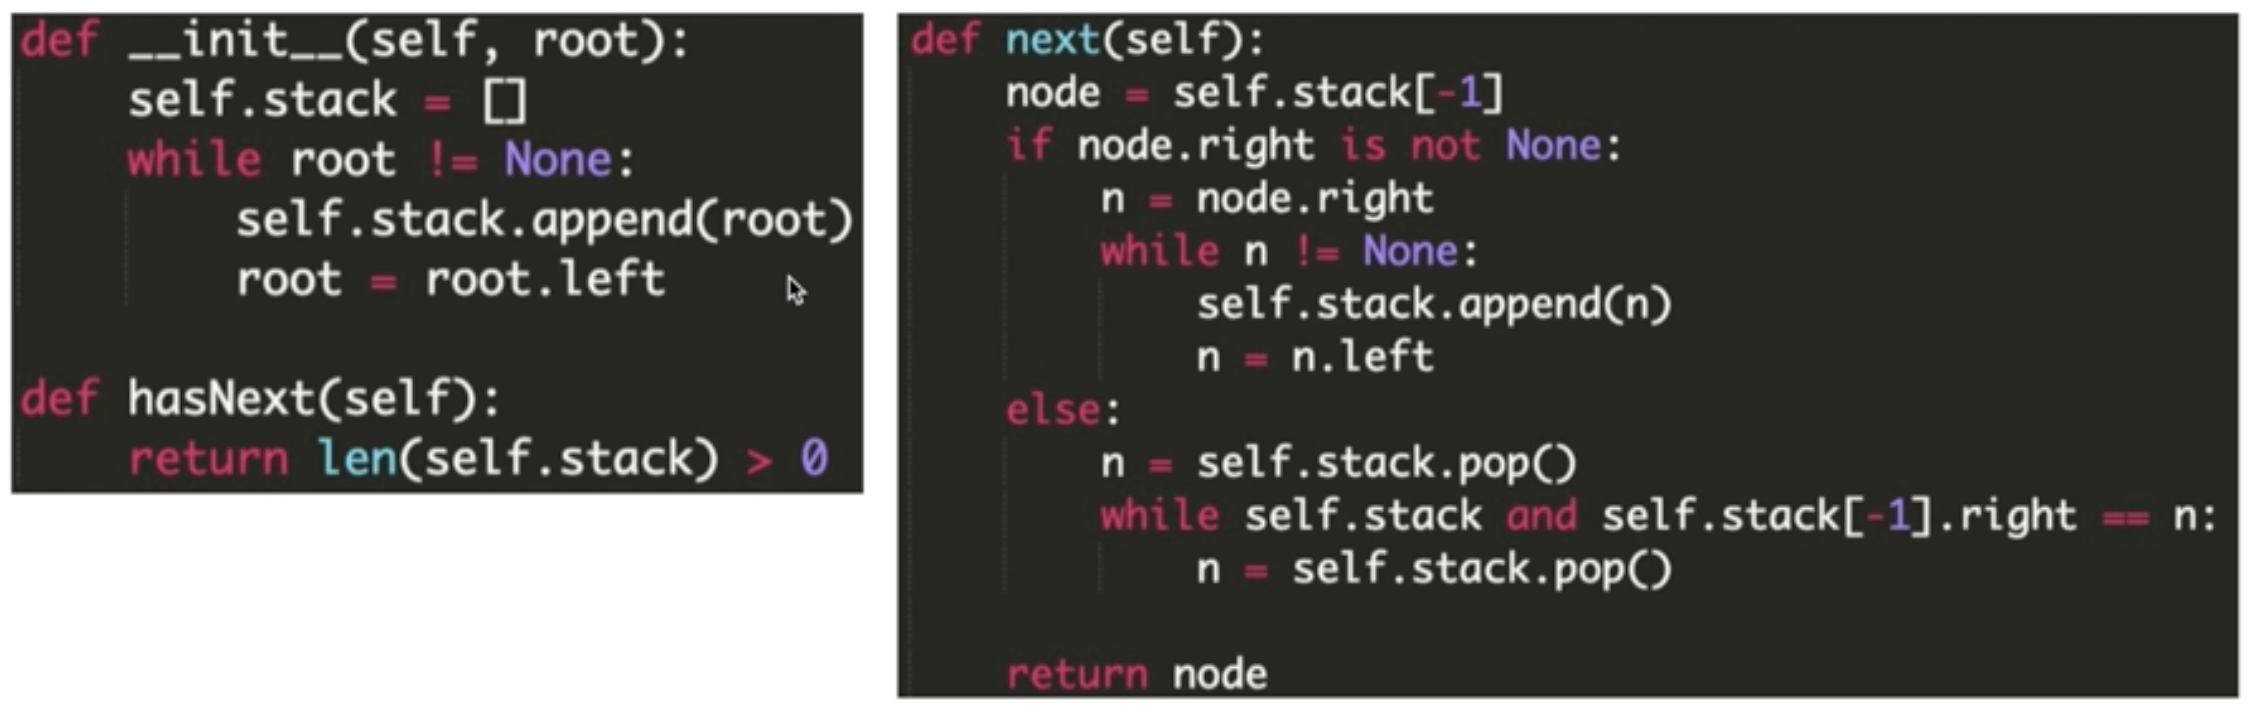 def __init__(self, root):
    self.stack = []
    while root != None:
        self.stack.append(root)
        root = root.left

def hasNext(self):
    return len(self.stack) > 0

def next(self):
    node = self.stack[-1]
    if node.right is not None:
        n = node.right
        while n != None:
            self.stack.append(n)
            n = n.left
    else:
        n = self.stack.pop()
        while self.stack and self.stack[-1].right == n:
            n = self.stack.pop()

    return node